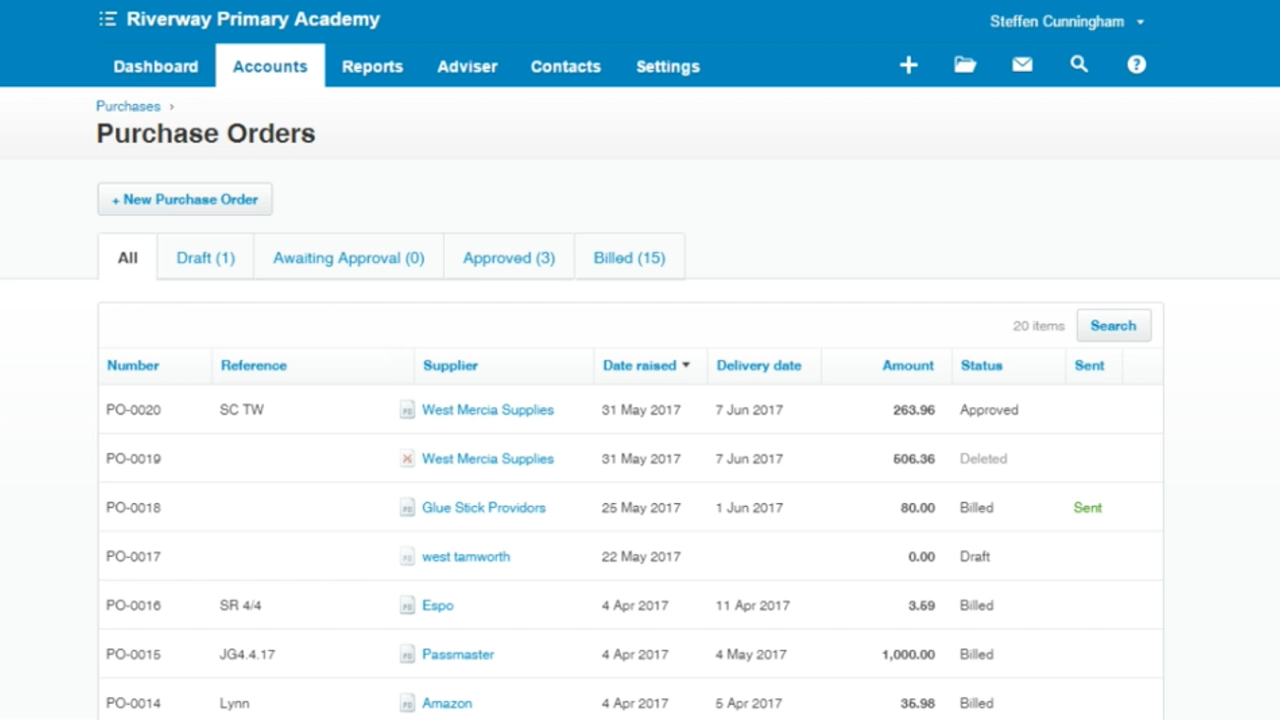 Riverway Primary Academy
Steffen Cunningham
Dashboard Accounts Reports Adviser Contacts Settings
Purchases ›
Purchase Orders
+ New Purchase Order
All Draft (1) Awaiting Approval (0) Approved (3) Billed (15)
20 items Search
Number Reference Supplier Date raised Delivery date Amount Status Sent
PO-0020 SC TW West Mercia Supplies 31 May 2017 7 Jun 2017 263.96 Approved
PO-0019 West Mercia Supplies 31 May 2017 7 Jun 2017 506.36 Deleted
PO-0018 Glue Stick Providors 25 May 2017 1 Jun 2017 80.00 Billed Sent
PO-0017 west tamworth 22 May 2017 0.00 Draft
PO-0016 SR 4/4 Espo 4 Apr 2017 11 Apr 2017 3.59 Billed
PO-0015 JG4.4.17 Passmaster 4 Apr 2017 4 May 2017 1,000.00 Billed
PO-0014 Lynn Amazon 4 Apr 2017 5 Apr 2017 35.98 Billed